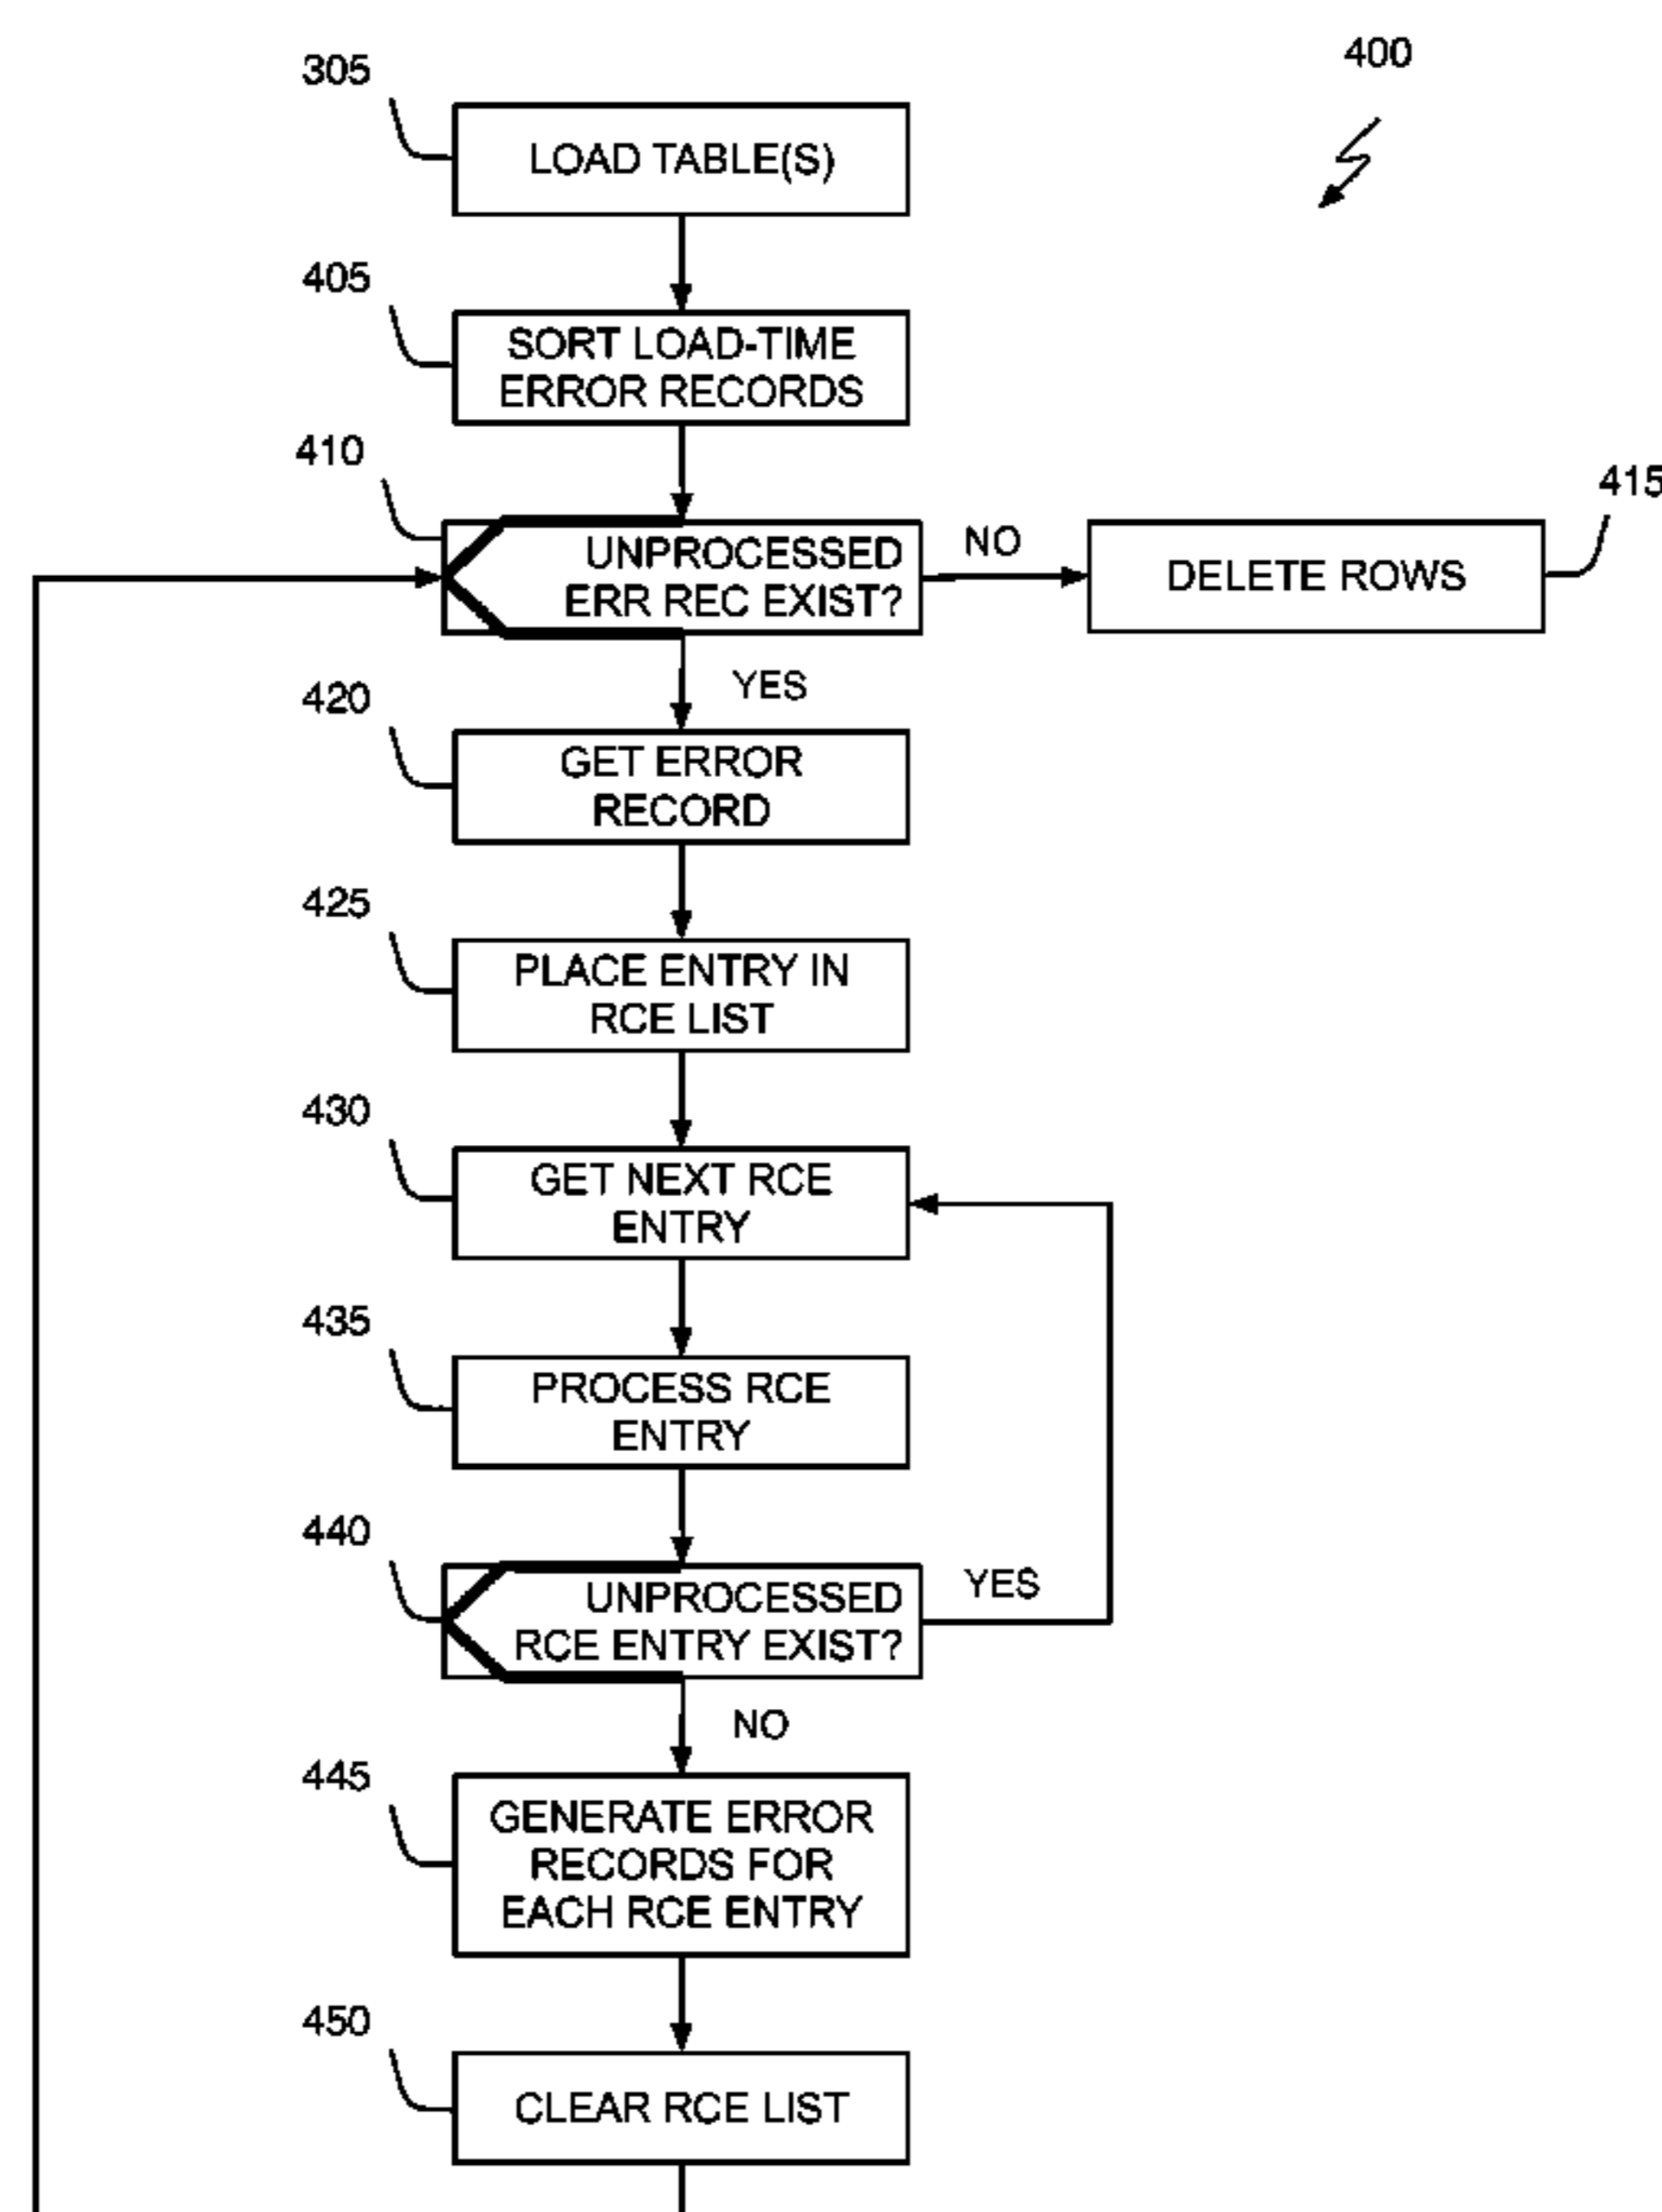 400
305
LOAD TABLE(S)
405
SORT LOAD-TIME
ERROR RECORDS
410
UNPROCESSED
ERR REC EXIST?
NO
415
DELETE ROWS
YES
420
GET ERROR
RECORD
425
PLACE ENTRY IN
RCE LIST
430
GET NEXT RCE
ENTRY
435
PROCESS RCE
ENTRY
440
UNPROCESSED
RCE ENTRY EXIST?
YES
NO
445
GENERATE ERROR
RECORDS FOR
EACH RCE ENTRY
450
CLEAR RCE LIST